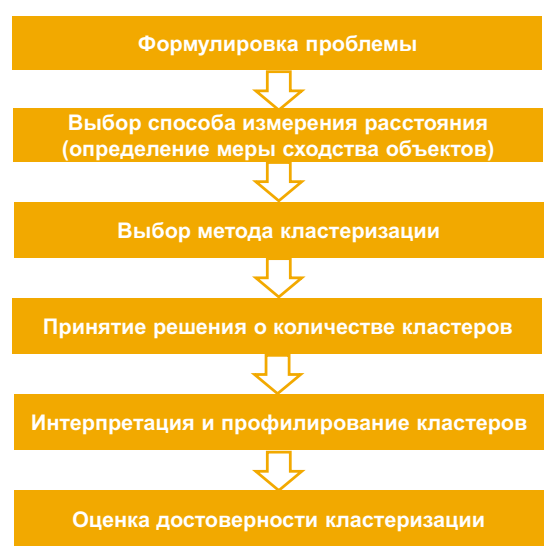 Формулировка проблемы
Выбор способа измерения расстояния
(определение меры сходства объектов)
Выбор метода кластеризации
Принятие решения о количестве кластеров
Интерпретация и профилирование кластеров
Оценка достоверности кластеризации